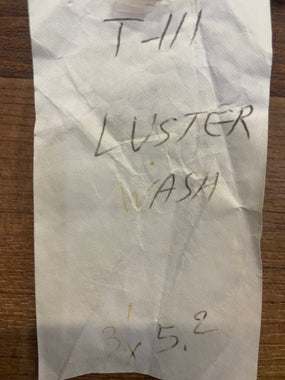 T-111
LUSTER
WASH
3.1 x 5.2